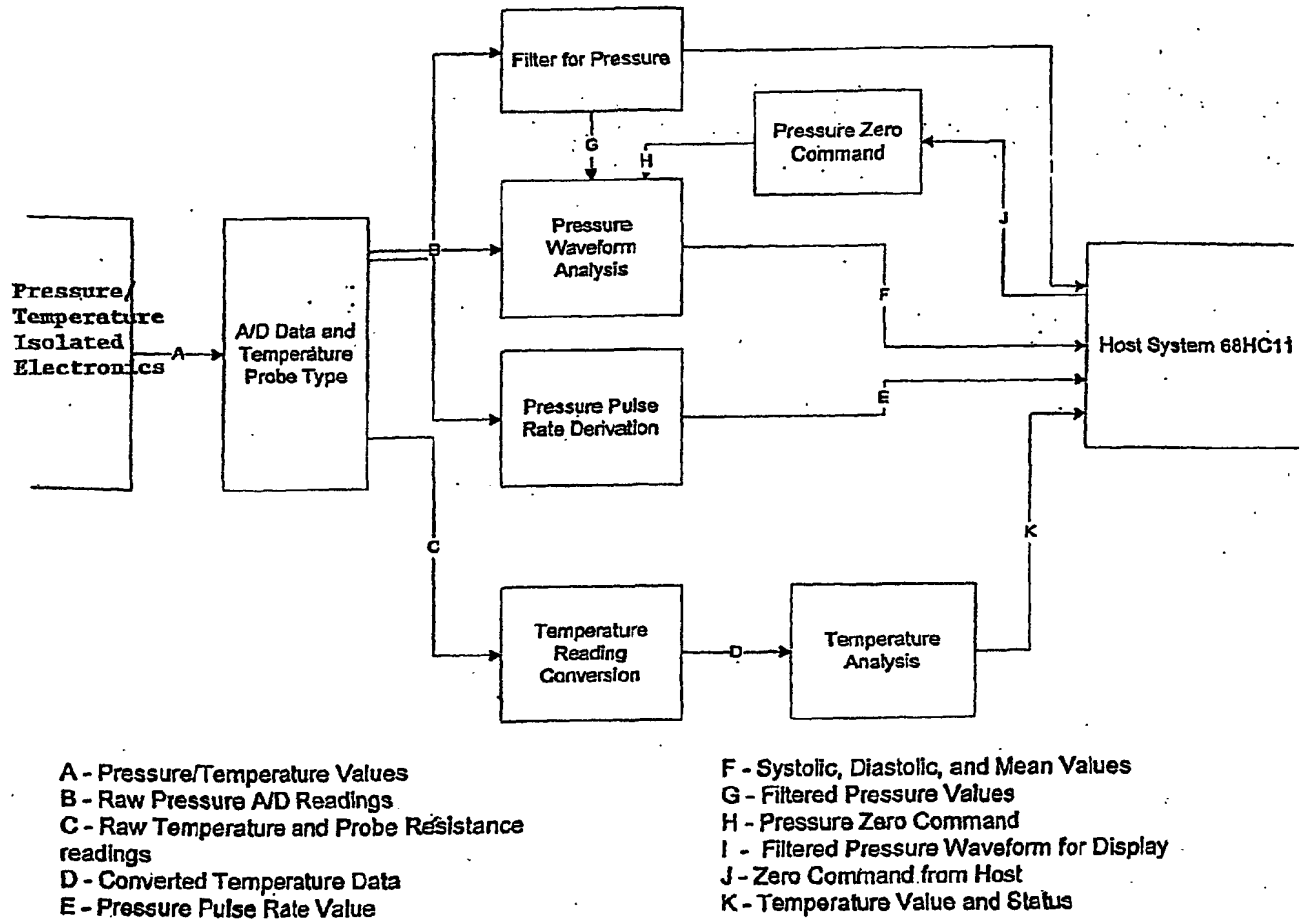 Filter for Pressure
Pressure Zero
Command
G
H
I
J
Pressure
Waveform
Analysis
B
F
Pressure/
Temperature
Isolated
Electronics
A
A/D Data and
Temperature
Probe Type
Host System 68HC11
Pressure Pulse
Rate Derivation
E
C
K
Temperature
Reading
Conversion
D
Temperature
Analysis
A - Pressure/Temperature Values
B - Raw Pressure A/D Readings
C - Raw Temperature and Probe Resistance
readings
D - Converted Temperature Data
E - Pressure Pulse Rate Value
F - Systolic, Diastolic, and Mean Values
G - Filtered Pressure Values
H - Pressure Zero Command
I - Filtered Pressure Waveform for Display
J - Zero Command from Host
K - Temperature Value and Status